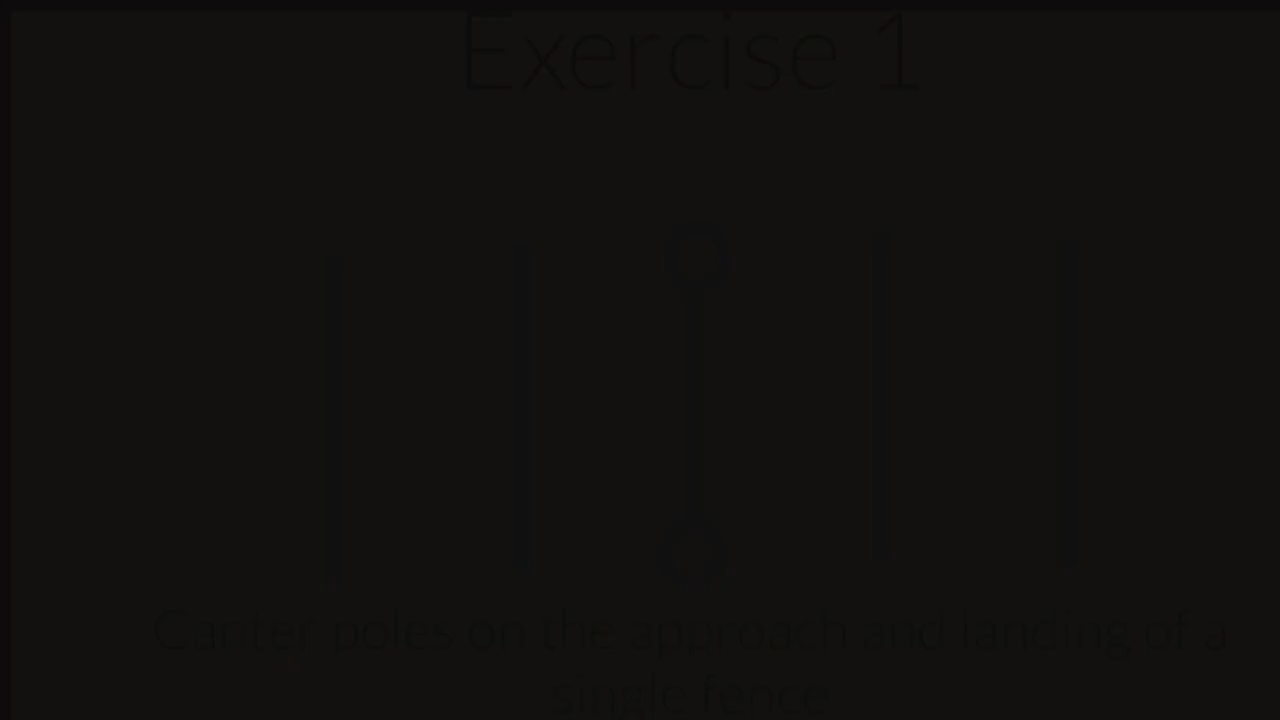 Exercise 1
Canter poles on the approach and landing of a
single fence